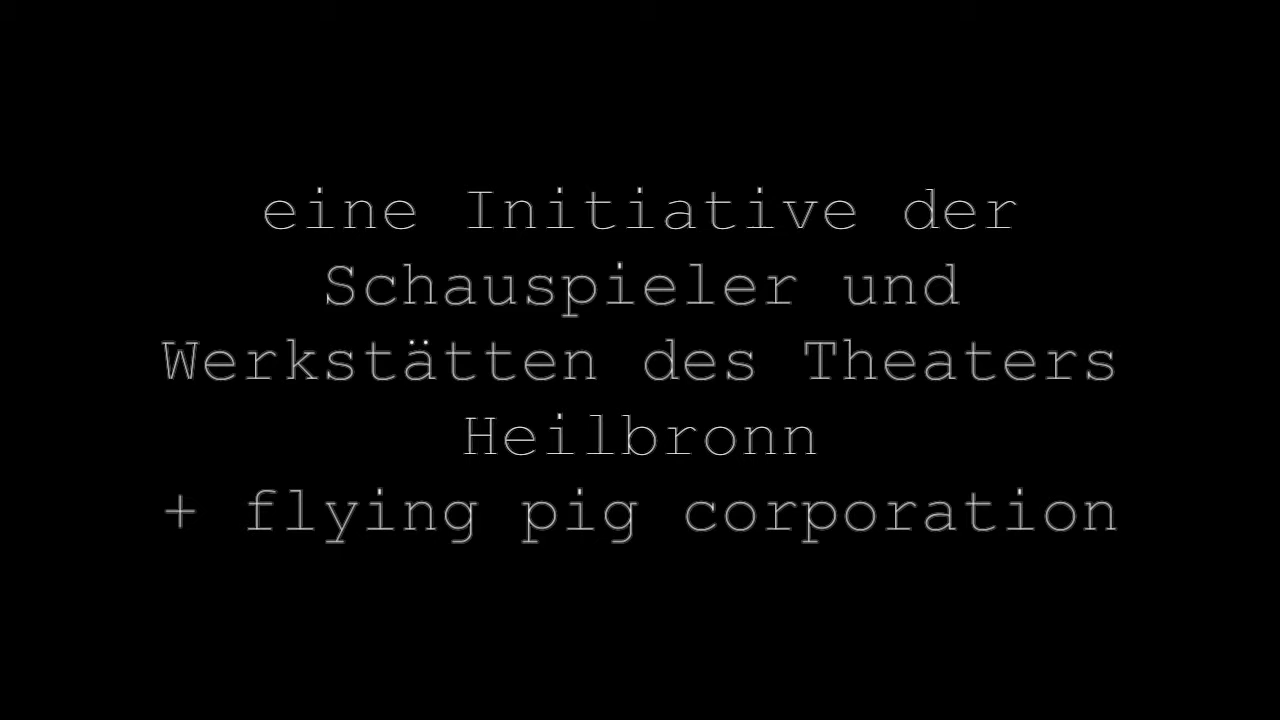 eine Initiative der
Schauspieler und
Werkstätten des Theaters
Heilbronn
+ flying pig corporation